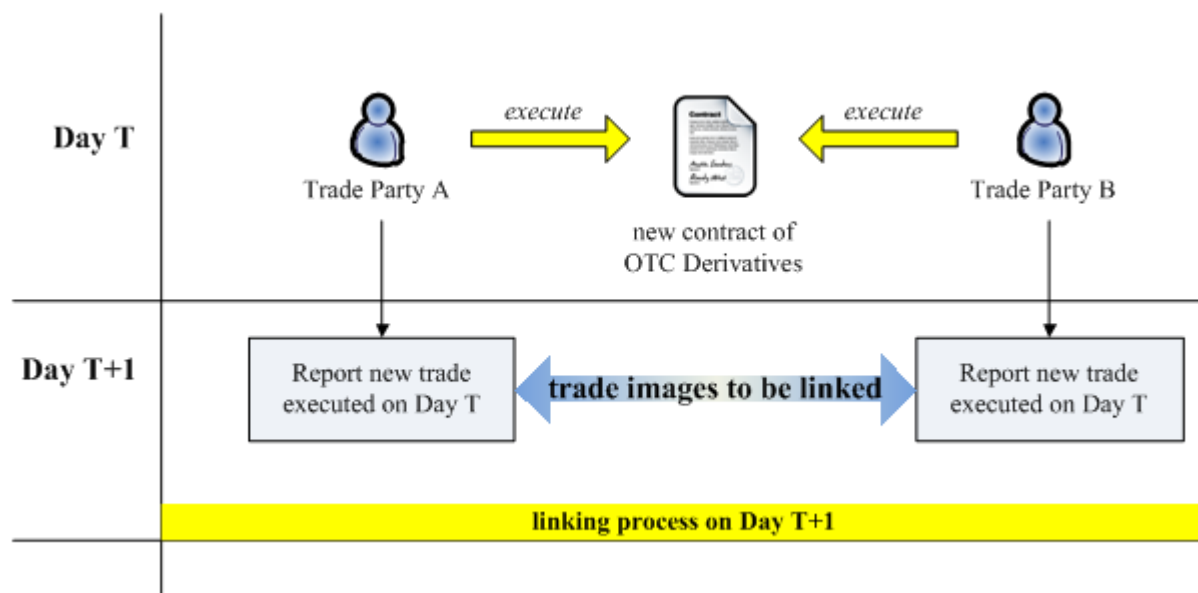 Day T
execute
Contract
execute
Trade Party A
Trade Party B
new contract of
OTC Derivatives
Day T+1
Report new trade
executed on Day T
trade images to be linked
Report new trade
executed on Day T
linking process on Day T+1